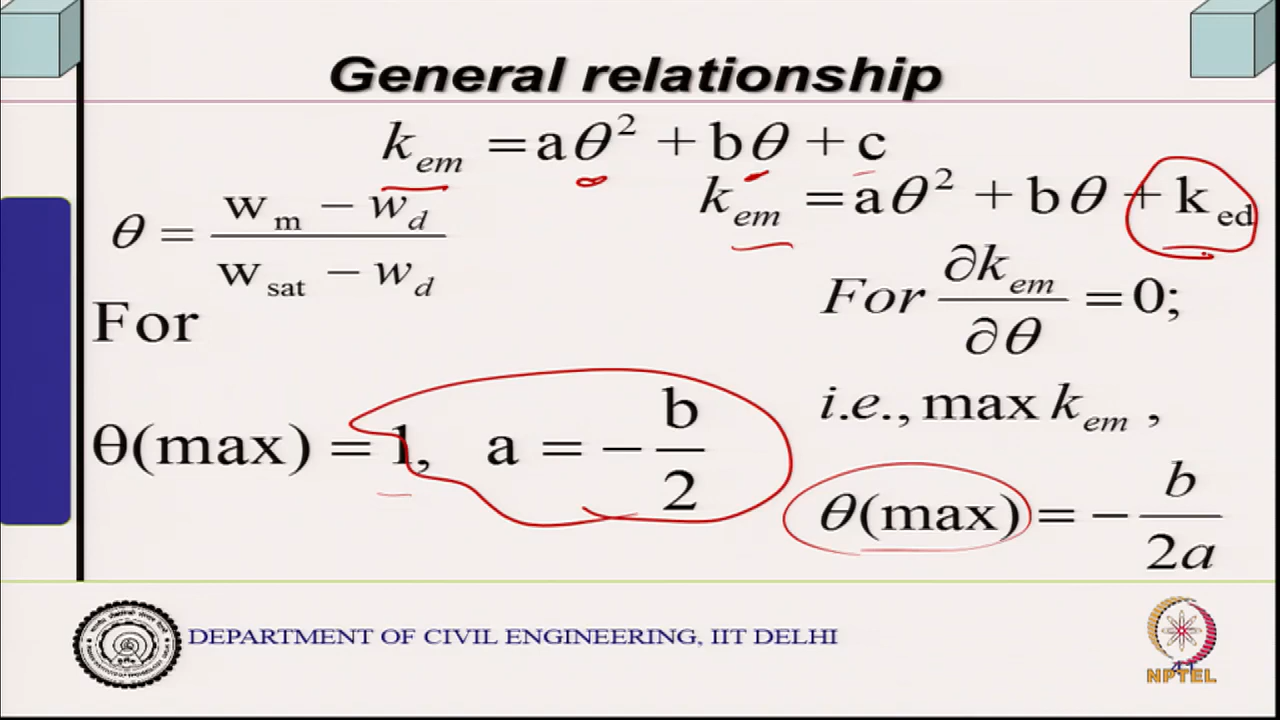 General relationship
k_em = aθ² + bθ + c
k_em = aθ² + bθ + k_ed
θ = (w_m − w_d) / (w_sat − w_d)
For
For ∂k_em / ∂θ = 0;
i.e., max k_em ,
θ(max) = 1, a = − b / 2
θ(max) = − b / 2a
DEPARTMENT OF CIVIL ENGINEERING, IIT DELHI
41
NPTEL